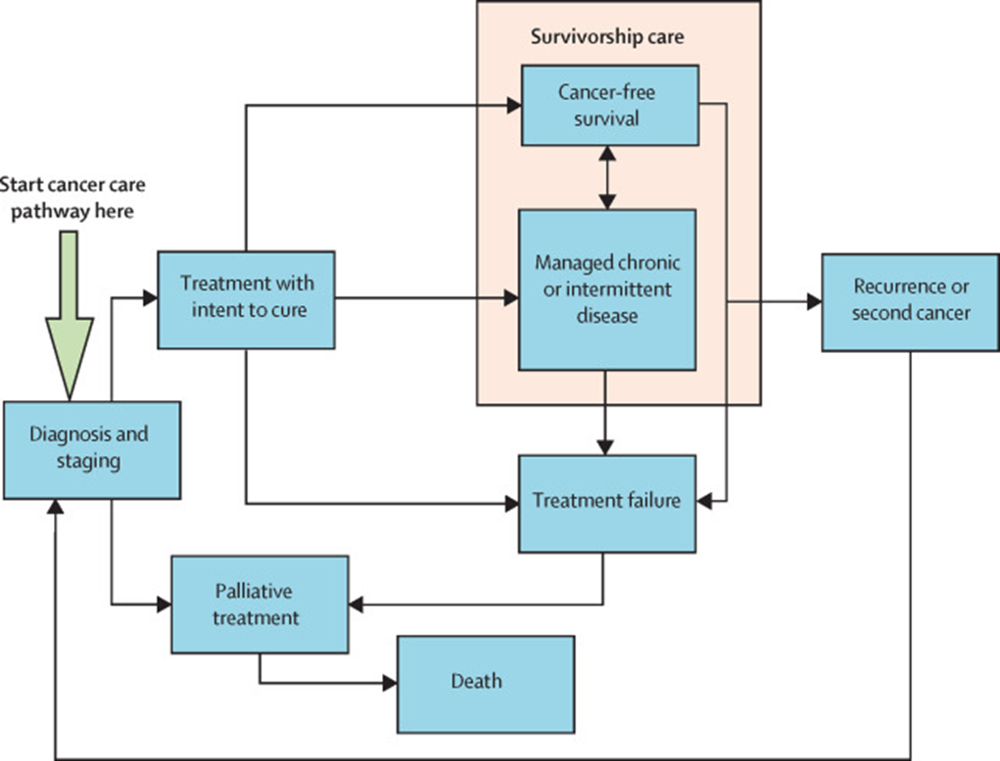 Survivorship care
Cancer-free
survival
Start cancer care
pathway here
Treatment with
intent to cure
Managed chronic
or intermittent
disease
Recurrence or
second cancer
Diagnosis and
staging
Treatment failure
Palliative
treatment
Death